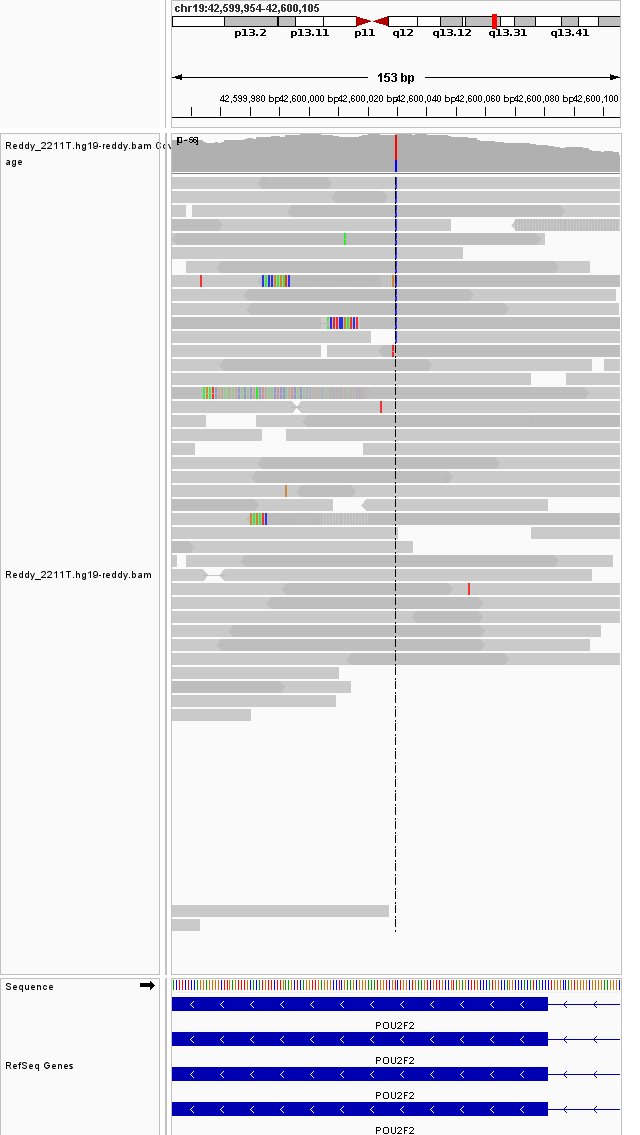 chr19:42,599,954-42,600,105
p13.2 p13.11 p11 q12 q13.12 q13.31 q13.41
153 bp
42,599,980 bp 42,600,000 bp 42,600,020 bp 42,600,040 bp 42,600,060 bp 42,600,080 bp 42,600,100
Reddy_2211T.hg19-reddy.bam Cov
age
Reddy_2211T.hg19-reddy.bam
Sequence
POU2F2
POU2F2
RefSeq Genes
POU2F2
POU2F2
POU2F2